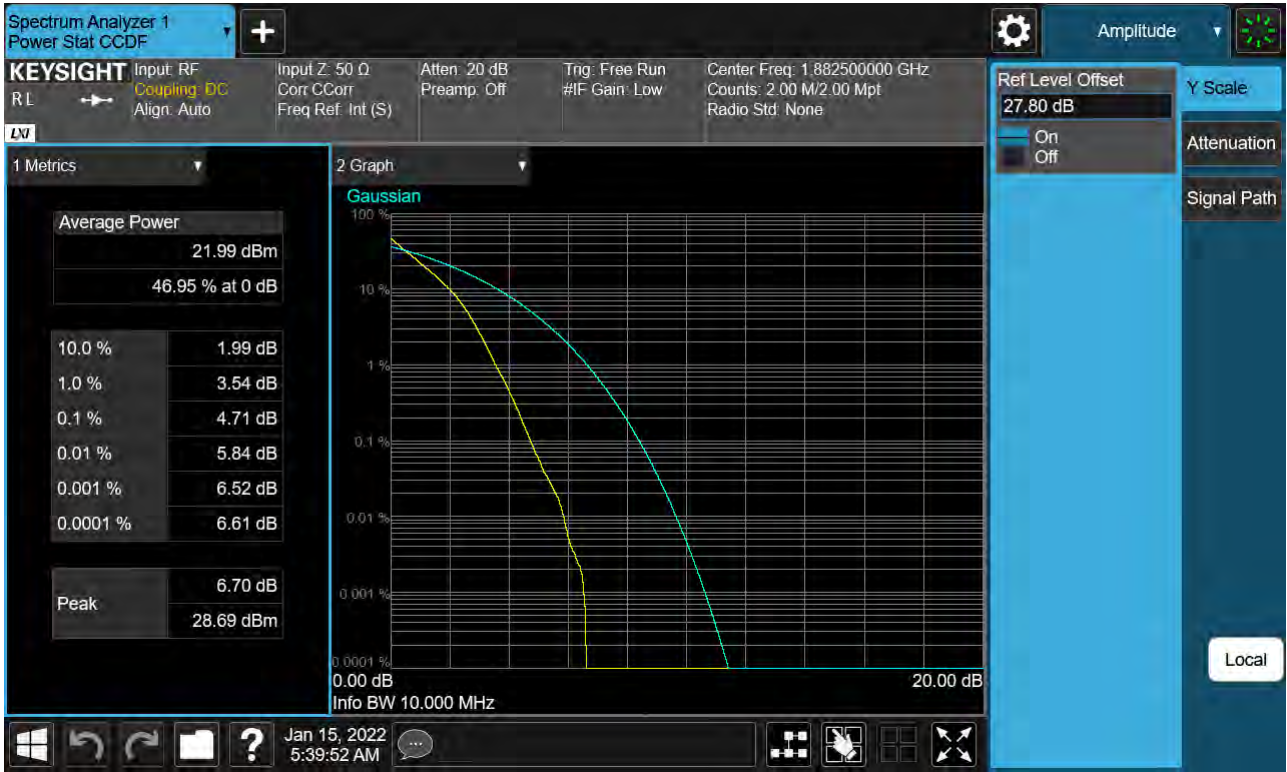 Spectrum Analyzer 1
Power Stat CCDF
+
Amplitude
KEYSIGHT
RL
LXI
Input: RF
Coupling: DC
Align: Auto
Input Z: 50 Ω
Corr CCorr
Freq Ref: Int (S)
Atten: 20 dB
Preamp: Off
Trig: Free Run
#IF Gain: Low
Center Freq: 1.882500000 GHz
Counts: 2.00 M/2.00 Mpt
Radio Std: None
Ref Level Offset
27.80 dB
On
Off
Y Scale
Attenuation
Signal Path
Local
1 Metrics
Average Power
21.99 dBm
46.95 % at 0 dB
10.0 % 1.99 dB
1.0 % 3.54 dB
0.1 % 4.71 dB
0.01 % 5.84 dB
0.001 % 6.52 dB
0.0001 % 6.61 dB
Peak
6.70 dB
28.69 dBm
2 Graph
Gaussian
100 %
10 %
1 %
0.1 %
0.01 %
0.001 %
0.0001 %
0.00 dB 20.00 dB
Info BW 10.000 MHz
?
Jan 15, 2022
5:39:52 AM